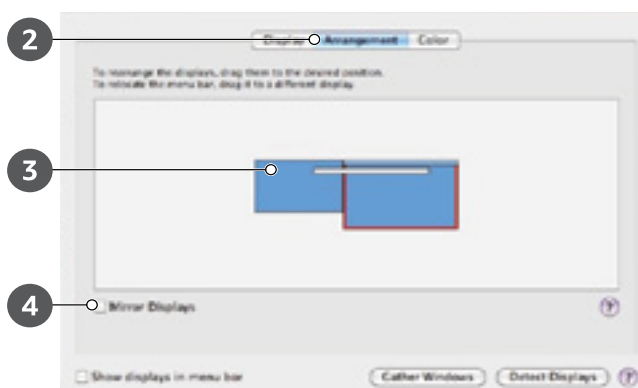 2
Display Arrangement Color
To rearrange the displays, drag them to the desired position.
To relocate the menu bar, drag it to a different display.
3
4
Mirror Displays
?
Show displays in menu bar
Gather Windows
Detect Displays
?